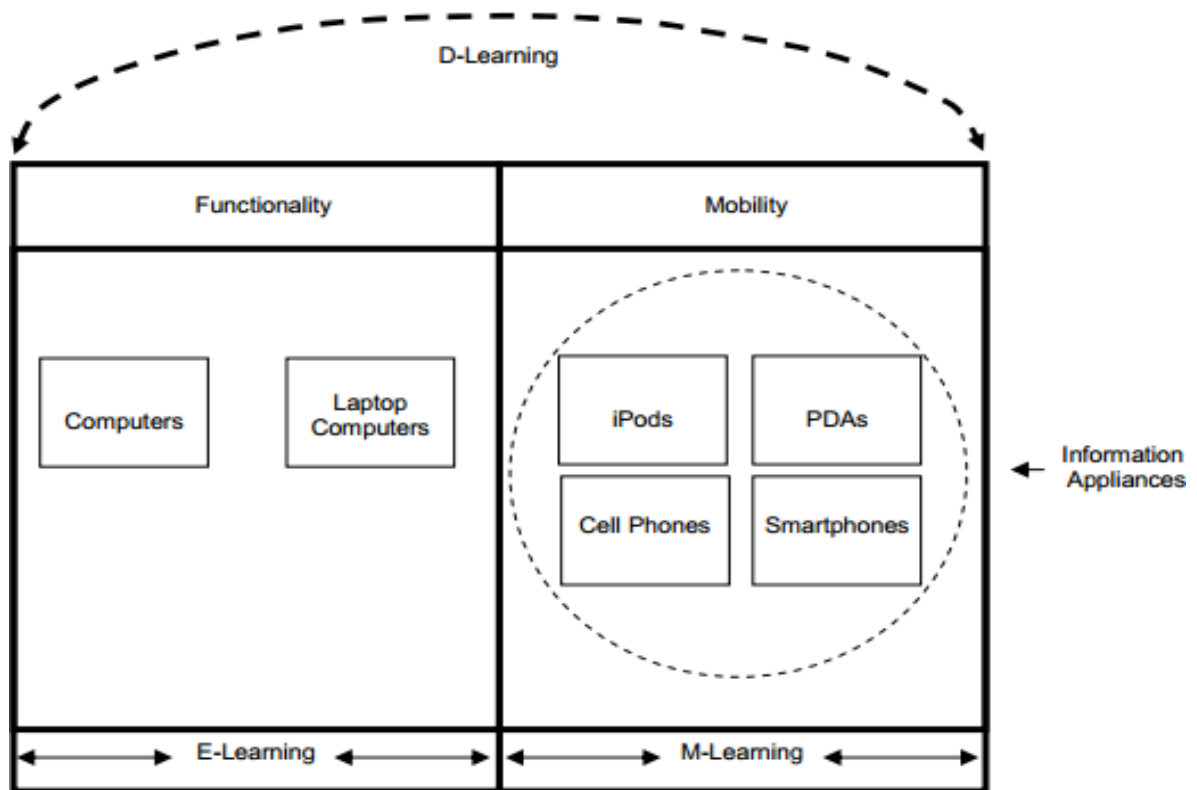 D-Learning
Functionality
Mobility
Computers
Laptop
Computers
iPods
PDAs
Cell Phones
Smartphones
Information
Appliances
E-Learning
M-Learning